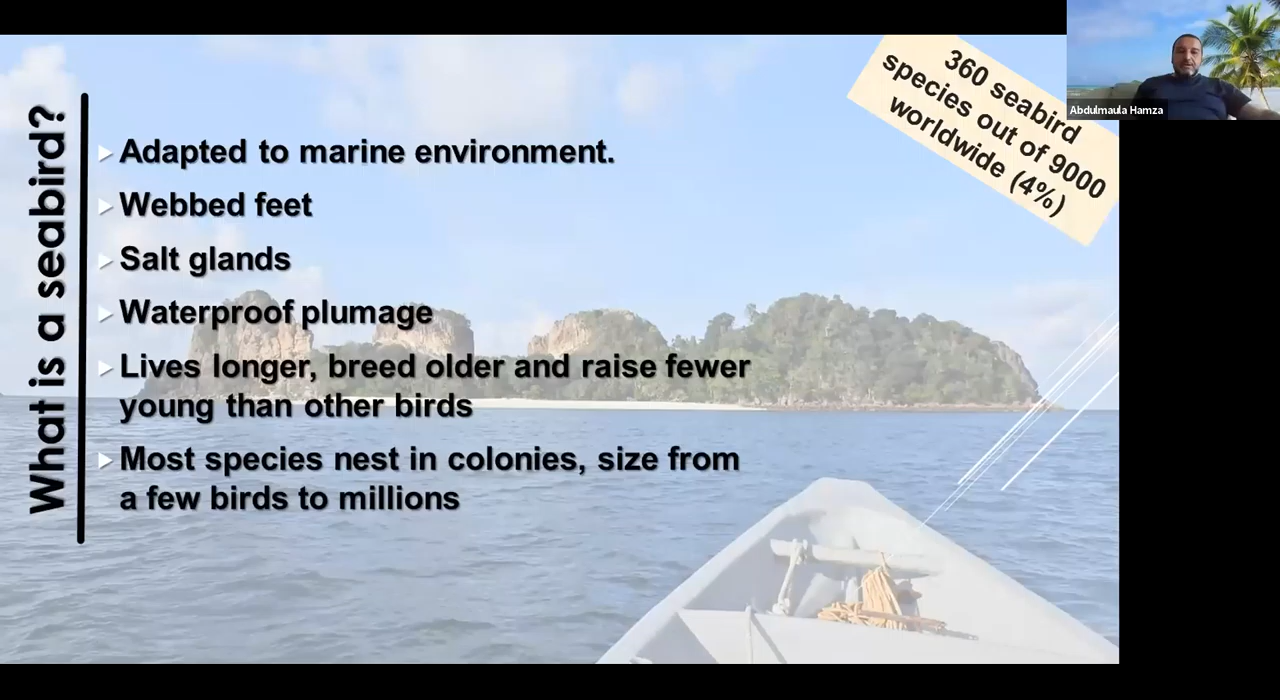 What is a seabird?
Adapted to marine environment.
Webbed feet
Salt glands
Waterproof plumage
Lives longer, breed older and raise fewer
young than other birds
Most species nest in colonies, size from
a few birds to millions
360 seabird
species out of 9000
worldwide (4%)
Abdulmaula Hamza